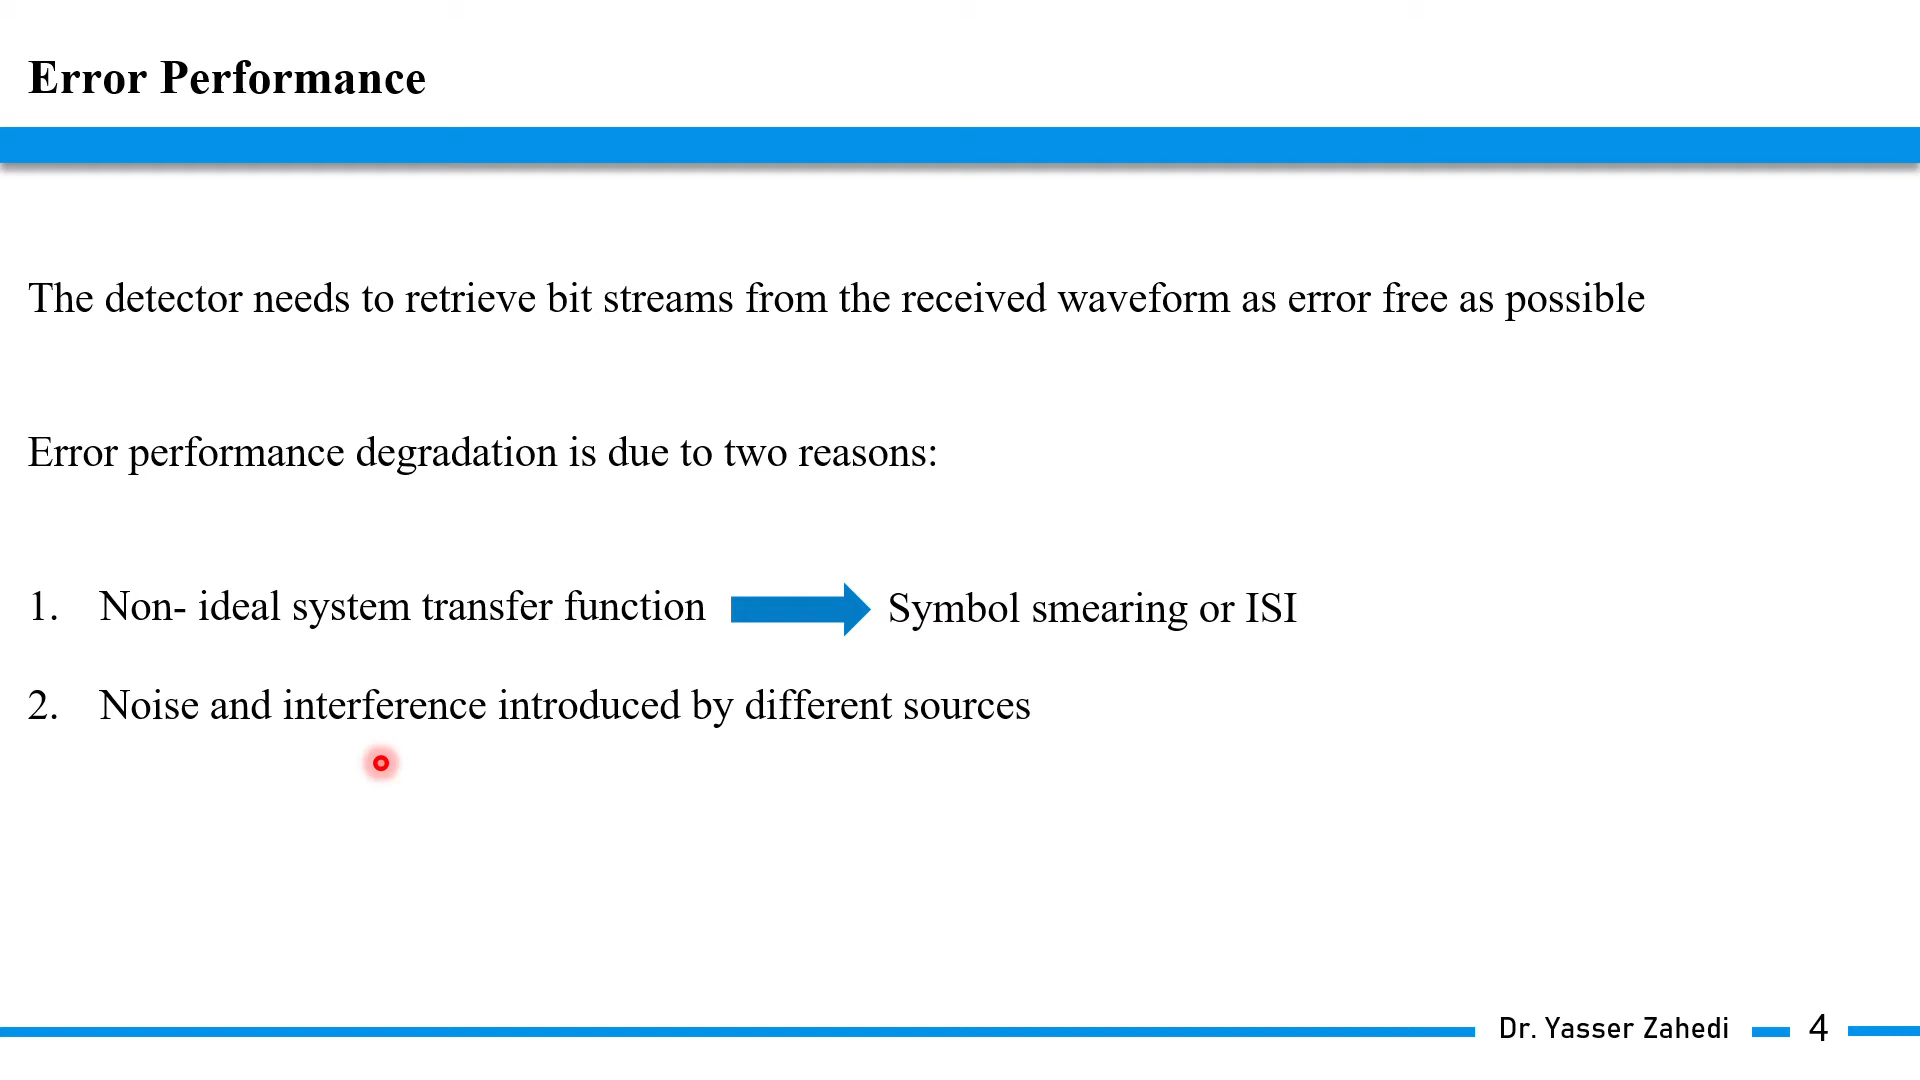 Error Performance
The detector needs to retrieve bit streams from the received waveform as error free as possible
Error performance degradation is due to two reasons:
1. Non- ideal system transfer function Symbol smearing or ISI
2. Noise and interference introduced by different sources
Dr. Yasser Zahedi 4